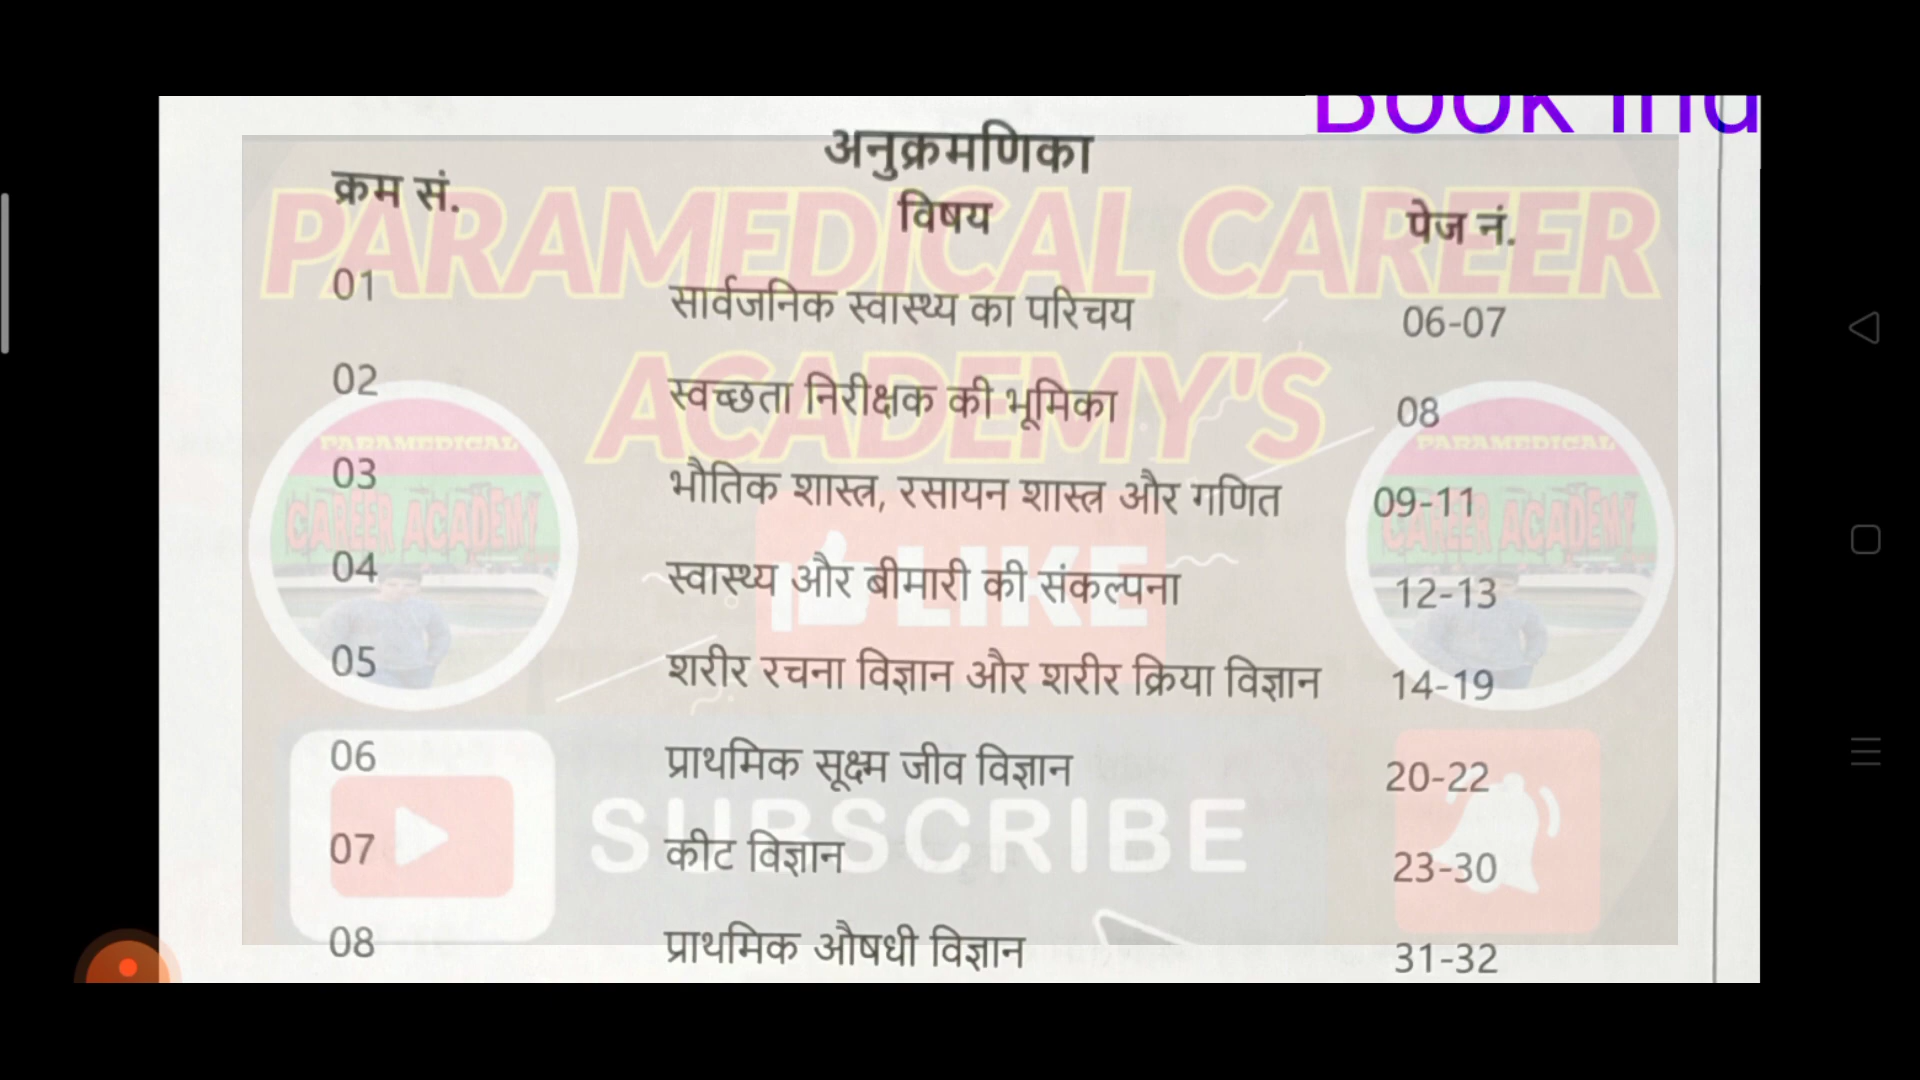 Book Ind
अनुक्रमणिका
क्रम सं. विषय पेज नं.
01 सार्वजनिक स्वास्थ्य का परिचय 06-07
02 स्वच्छता निरीक्षक की भूमिका 08
03 भौतिक शास्त्र, रसायन शास्त्र और गणित 09-11
04 स्वास्थ्य और बीमारी की संकल्पना 12-13
05 शरीर रचना विज्ञान और शरीर क्रिया विज्ञान 14-19
06 प्राथमिक सूक्ष्म जीव विज्ञान 20-22
07 कीट विज्ञान 23-30
08 प्राथमिक औषधी विज्ञान 31-32
PARAMEDICAL CAREER
ACADEMY'S
PARAMEDICAL
CAREER ACADEMY
PARAMEDICAL
CAREER ACADEMY
LIKE
SUBSCRIBE